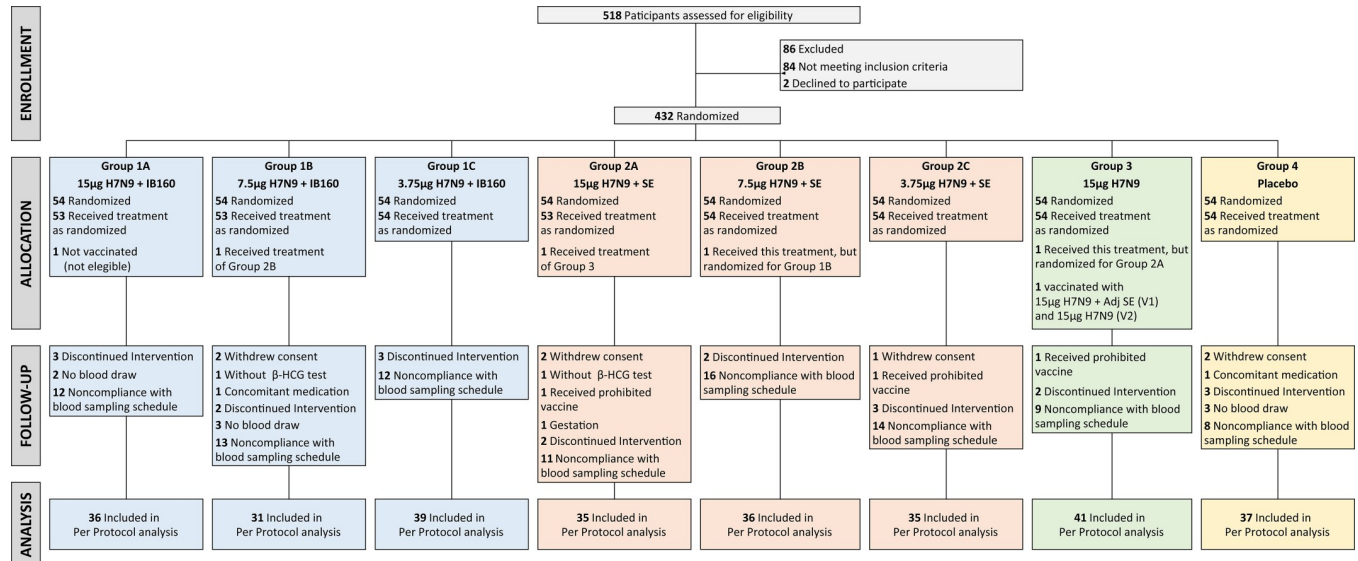 ENROLLMENT
518 Paticipants assessed for eligibility
86 Excluded
84 Not meeting inclusion criteria
2 Declined to participate
432 Randomized
ALLOCATION
Group 1A
15µg H7N9 + IB160
54 Randomized
53 Received treatment
as randomized
1 Not vaccinated
(not elegible)
Group 1B
7.5µg H7N9 + IB160
54 Randomized
53 Received treatment
as randomized
1 Received treatment
of Group 2B
Group 1C
3.75µg H7N9 + IB160
54 Randomized
54 Received treatment
as randomized
Group 2A
15µg H7N9 + SE
54 Randomized
53 Received treatment
as randomized
1 Received treatment
of Group 3
Group 2B
7.5µg H7N9 + SE
54 Randomized
54 Received treatment
as randomized
1 Received this treatment, but
randomized for Group 1B
Group 2C
3.75µg H7N9 + SE
54 Randomized
54 Received treatment
as randomized
Group 3
15µg H7N9
54 Randomized
54 Received treatment
as randomized
1 Received this treatment, but
randomized for Group 2A
1 vaccinated with
15µg H7N9 + Adj SE (V1)
and 15µg H7N9 (V2)
Group 4
Placebo
54 Randomized
54 Received treatment
as randomized
FOLLOW-UP
3 Discontinued Intervention
2 No blood draw
12 Noncompliance with
blood sampling schedule
2 Withdrew consent
1 Without β-HCG test
1 Concomitant medication
2 Discontinued Intervention
3 No blood draw
13 Noncompliance with
blood sampling schedule
3 Discontinued Intervention
12 Noncompliance with
blood sampling schedule
2 Withdrew consent
1 Without β-HCG test
1 Received prohibited
vaccine
1 Gestation
2 Discontinued Intervention
11 Noncompliance with
blood sampling schedule
2 Discontinued Intervention
16 Noncompliance with blood
sampling schedule
1 Withdrew consent
1 Received prohibited
vaccine
3 Discontinued Intervention
14 Noncompliance with
blood sampling schedule
1 Received prohibited
vaccine
2 Discontinued Intervention
9 Noncompliance with blood
sampling schedule
2 Withdrew consent
1 Concomitant medication
3 Discontinued Intervention
3 No blood draw
8 Noncompliance with blood
sampling schedule
ANALYSIS
36 Included in
Per Protocol analysis
31 Included in
Per Protocol analysis
39 Included in
Per Protocol analysis
35 Included in
Per Protocol analysis
36 Included in
Per Protocol analysis
35 Included in
Per Protocol analysis
41 Included in
Per Protocol analysis
37 Included in
Per Protocol analysis